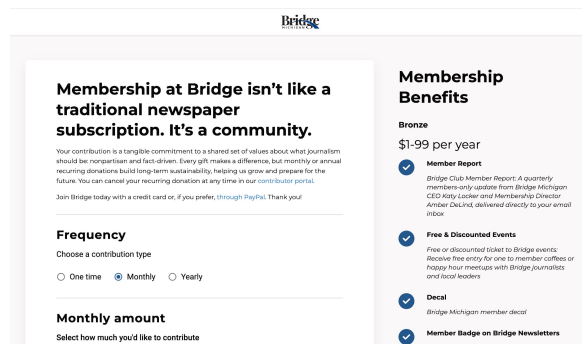 Bridge
MICHIGAN
Membership at Bridge isn't like a
traditional newspaper
subscription. It's a community.
Your contribution is a tangible commitment to a shared set of values about what journalism
should be: nonpartisan and fact-driven. Every gift makes a difference, but monthly or annual
recurring donations build long-term sustainability, helping us grow and prepare for the
future. You can cancel your recurring donation at any time in our contributor portal.
Join Bridge today with a credit card or, if you prefer, through PayPal. Thank you!
Frequency
Choose a contribution type
One time Monthly Yearly
Monthly amount
Select how much you'd like to contribute
Membership
Benefits
Bronze
$1-99 per year
Member Report
Bridge Club Member Report: A quarterly
members-only update from Bridge Michigan
CEO Katy Locker and Membership Director
Amber DeLind, delivered directly to your email
inbox
Free & Discounted Events
Free or discounted ticket to Bridge events:
Receive free entry for one to member coffees or
happy hour meetups with Bridge journalists
and local leaders
Decal
Bridge Michigan member decal
Member Badge on Bridge Newsletters